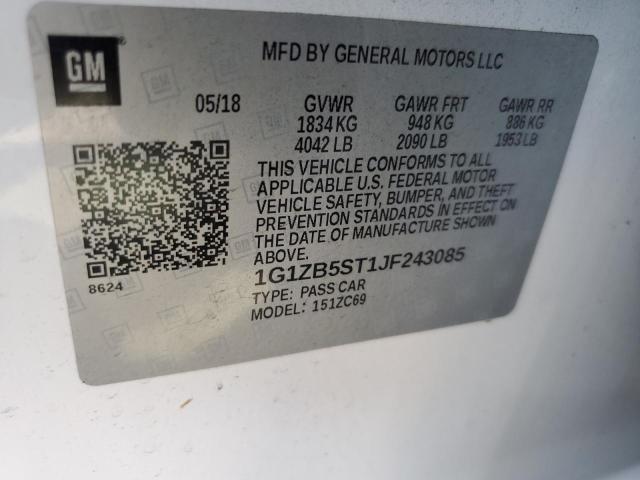 GM
MFD BY GENERAL MOTORS LLC
05/18 GVWR GAWR FRT GAWR RR
1834 KG 948 KG 886 KG
4042 LB 2090 LB 1953 LB
THIS VEHICLE CONFORMS TO ALL
APPLICABLE U.S. FEDERAL MOTOR
VEHICLE SAFETY, BUMPER, AND THEFT
PREVENTION STANDARDS IN EFFECT ON
THE DATE OF MANUFACTURE SHOWN
ABOVE.
8624
1G1ZB5ST1JF243085
TYPE: PASS CAR
MODEL: 151ZC69